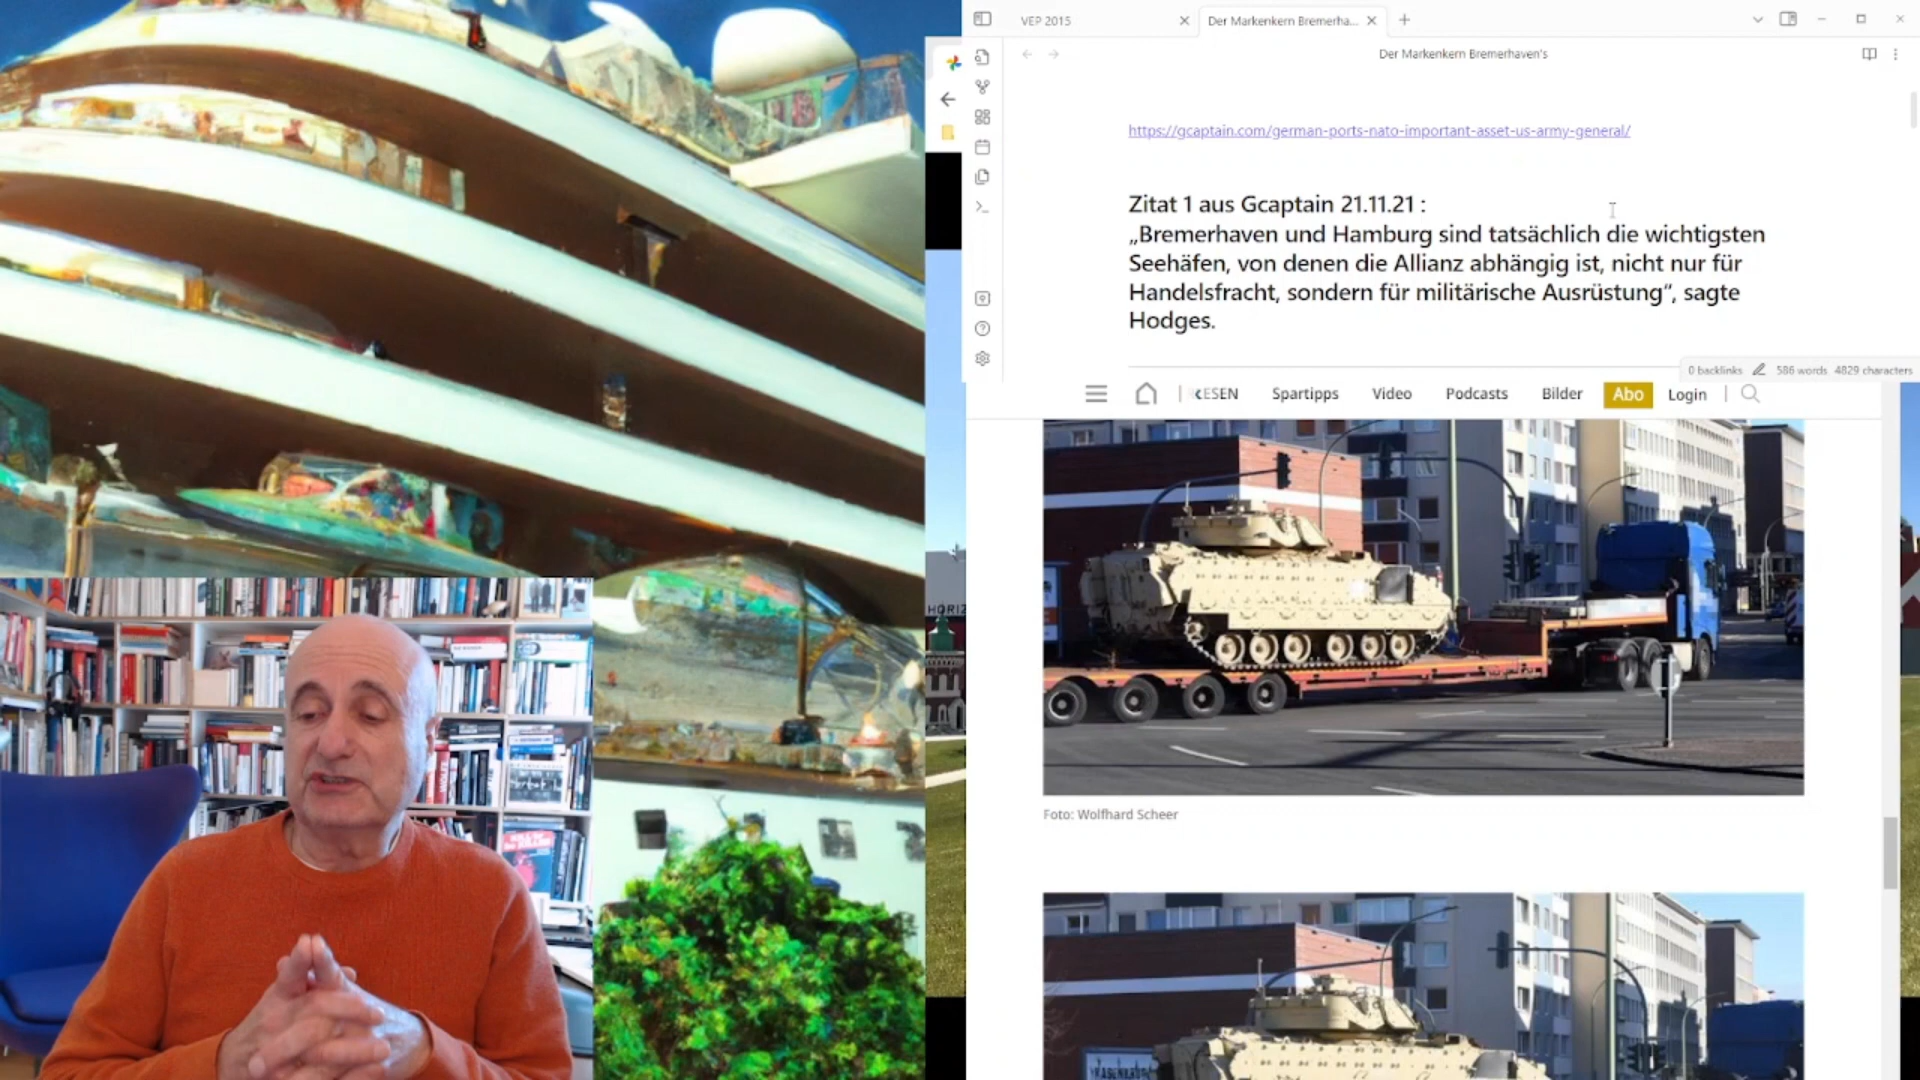 VEP 2015
Der Markenkern Bremerha...
Der Markenkern Bremerhaven's
https://gcaptain.com/german-ports-nato-important-asset-us-army-general/
Zitat 1 aus Gcaptain 21.11.21 :
„Bremerhaven und Hamburg sind tatsächlich die wichtigsten
Seehäfen, von denen die Allianz abhängig ist, nicht nur für
Handelsfracht, sondern für militärische Ausrüstung“, sagte
Hodges.
0 backlinks 586 words 4829 characters
ESEN Spartipps Video Podcasts Bilder Abo Login
HORIZ
Foto: Wolfhard Scheer